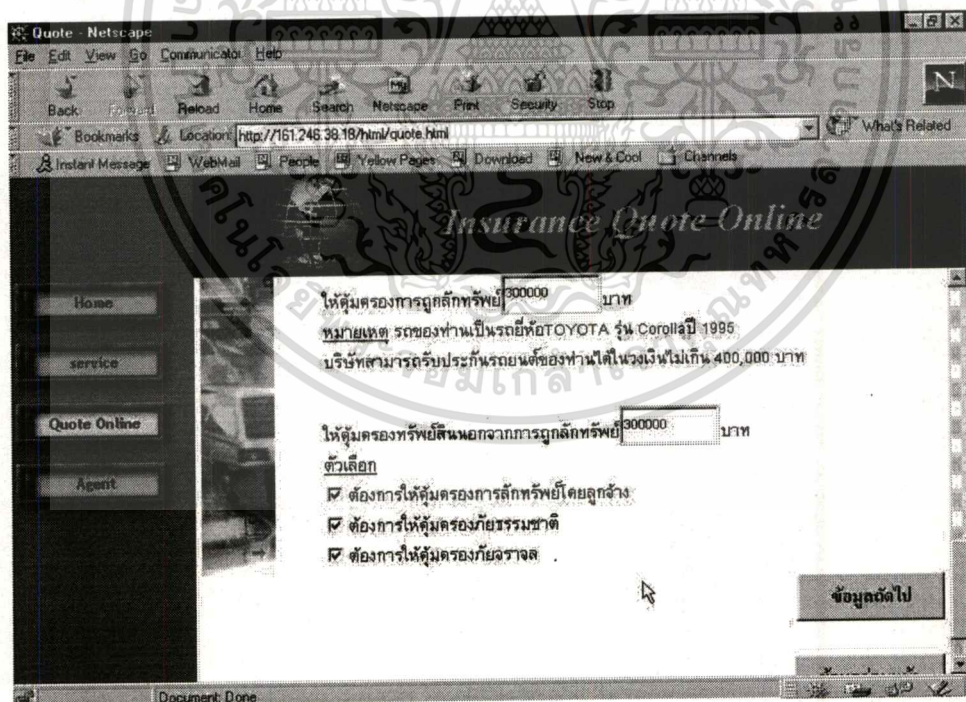 Quote - Netscape
File Edit View Go Communicator Help
Back Forward Reload Home Search Netscape Print Security Stop
Bookmarks Location: http://161.246.38.18/html/quote.html What's Related
Instant Message WebMail People Yellow Pages Download New & Cool Channels
Insurance Quote Online
Home
service
Quote Online
Agent
ให้คุ้มครองการถูกลักทรัพย์ 300000 บาท
หมายเหตุ รถของท่านเป็นรถยี่ห้อTOYOTA รุ่น Corollaปี 1995
บริษัทสามารถรับประกันรถยนต์ของท่านได้ในวงเงินไม่เกิน 400,000 บาท
ให้คุ้มครองทรัพย์สินนอกจากการถูกลักทรัพย์ 300000 บาท
ตัวเลือก
ต้องการให้คุ้มครองการลักทรัพย์โดยลูกจ้าง
ต้องการให้คุ้มครองภัยธรรมชาติ
ต้องการให้คุ้มครองภัยจราจล
ข้อมูลถัดไป
Document: Done